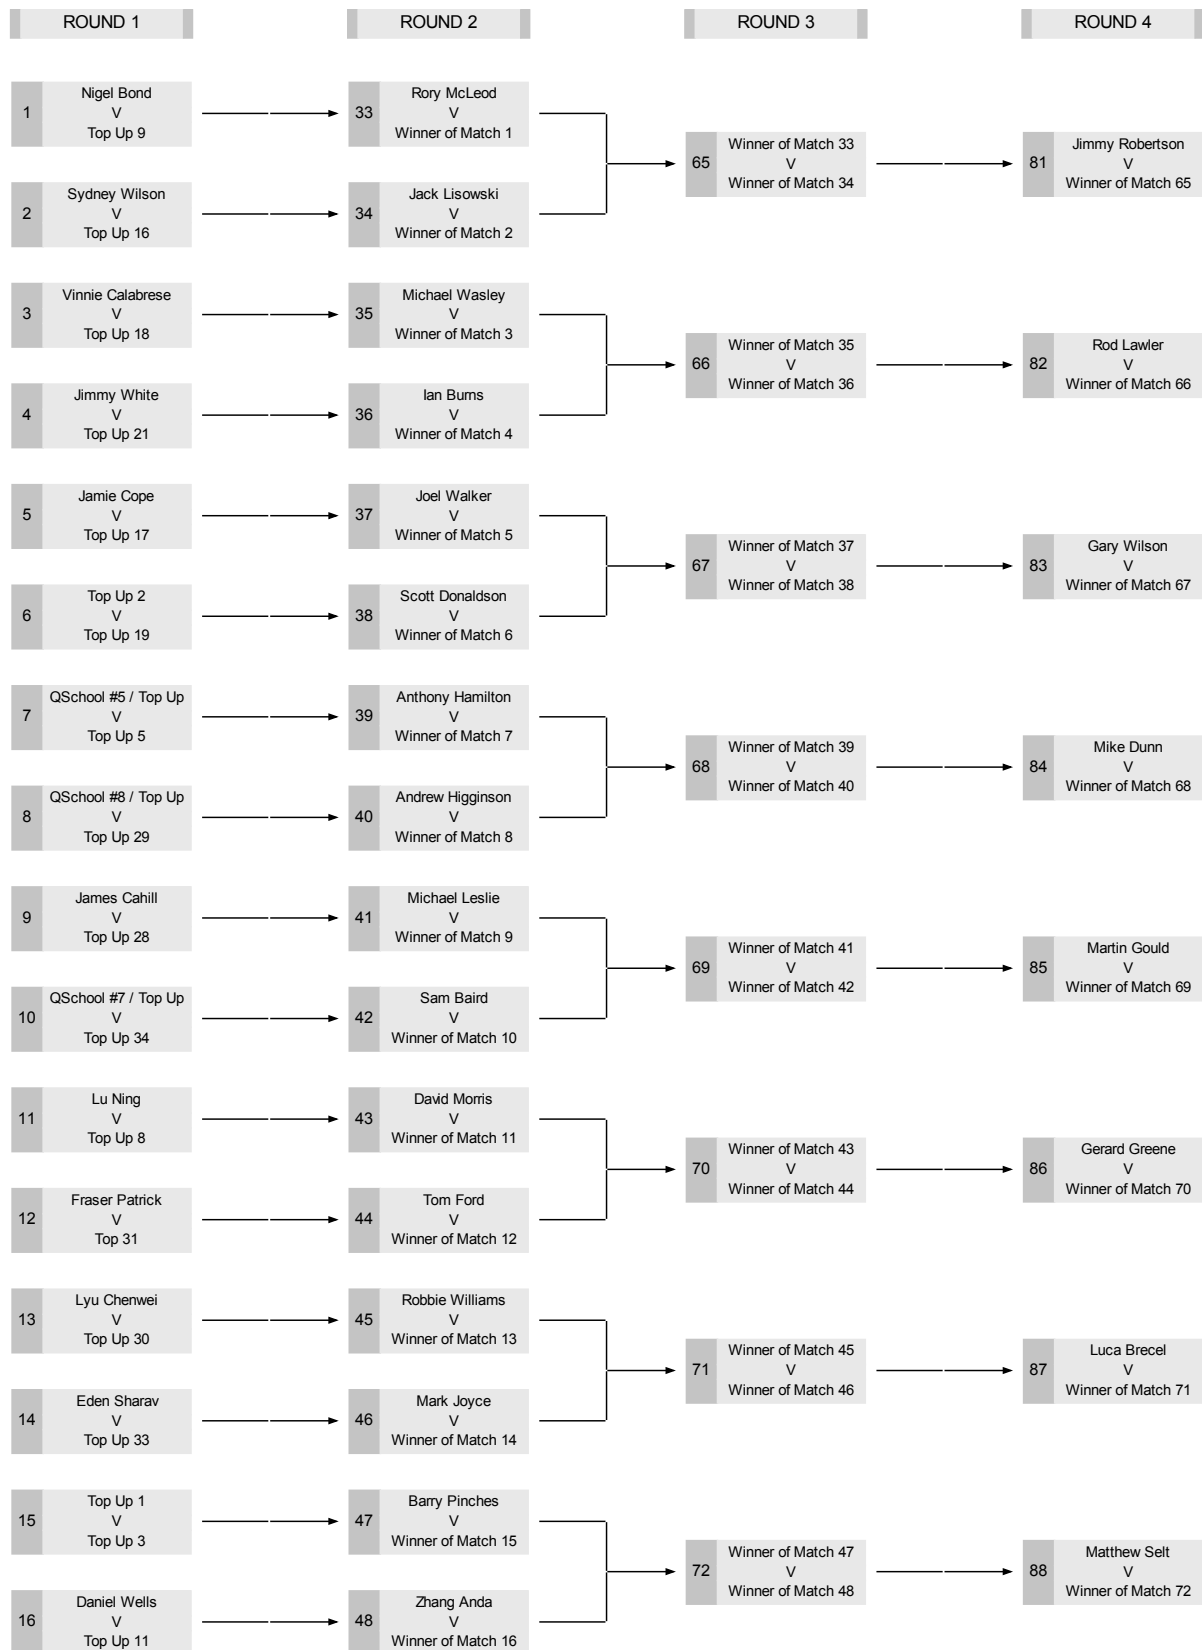 ROUND 1
ROUND 2
ROUND 3
ROUND 4
1
Nigel Bond
V
Top Up 9
33
Rory McLeod
V
Winner of Match 1
65
Winner of Match 33
V
Winner of Match 34
81
Jimmy Robertson
V
Winner of Match 65
2
Sydney Wilson
V
Top Up 16
34
Jack Lisowski
V
Winner of Match 2
3
Vinnie Calabrese
V
Top Up 18
35
Michael Wasley
V
Winner of Match 3
66
Winner of Match 35
V
Winner of Match 36
82
Rod Lawler
V
Winner of Match 66
4
Jimmy White
V
Top Up 21
36
Ian Burns
V
Winner of Match 4
5
Jamie Cope
V
Top Up 17
37
Joel Walker
V
Winner of Match 5
67
Winner of Match 37
V
Winner of Match 38
83
Gary Wilson
V
Winner of Match 67
6
Top Up 2
V
Top Up 19
38
Scott Donaldson
V
Winner of Match 6
7
QSchool #5 / Top Up
V
Top Up 5
39
Anthony Hamilton
V
Winner of Match 7
68
Winner of Match 39
V
Winner of Match 40
84
Mike Dunn
V
Winner of Match 68
8
QSchool #8 / Top Up
V
Top Up 29
40
Andrew Higginson
V
Winner of Match 8
9
James Cahill
V
Top Up 28
41
Michael Leslie
V
Winner of Match 9
69
Winner of Match 41
V
Winner of Match 42
85
Martin Gould
V
Winner of Match 69
10
QSchool #7 / Top Up
V
Top Up 34
42
Sam Baird
V
Winner of Match 10
11
Lu Ning
V
Top Up 8
43
David Morris
V
Winner of Match 11
70
Winner of Match 43
V
Winner of Match 44
86
Gerard Greene
V
Winner of Match 70
12
Fraser Patrick
V
Top 31
44
Tom Ford
V
Winner of Match 12
13
Lyu Chenwei
V
Top Up 30
45
Robbie Williams
V
Winner of Match 13
71
Winner of Match 45
V
Winner of Match 46
87
Luca Brecel
V
Winner of Match 71
14
Eden Sharav
V
Top Up 33
46
Mark Joyce
V
Winner of Match 14
15
Top Up 1
V
Top Up 3
47
Barry Pinches
V
Winner of Match 15
72
Winner of Match 47
V
Winner of Match 48
88
Matthew Selt
V
Winner of Match 72
16
Daniel Wells
V
Top Up 11
48
Zhang Anda
V
Winner of Match 16